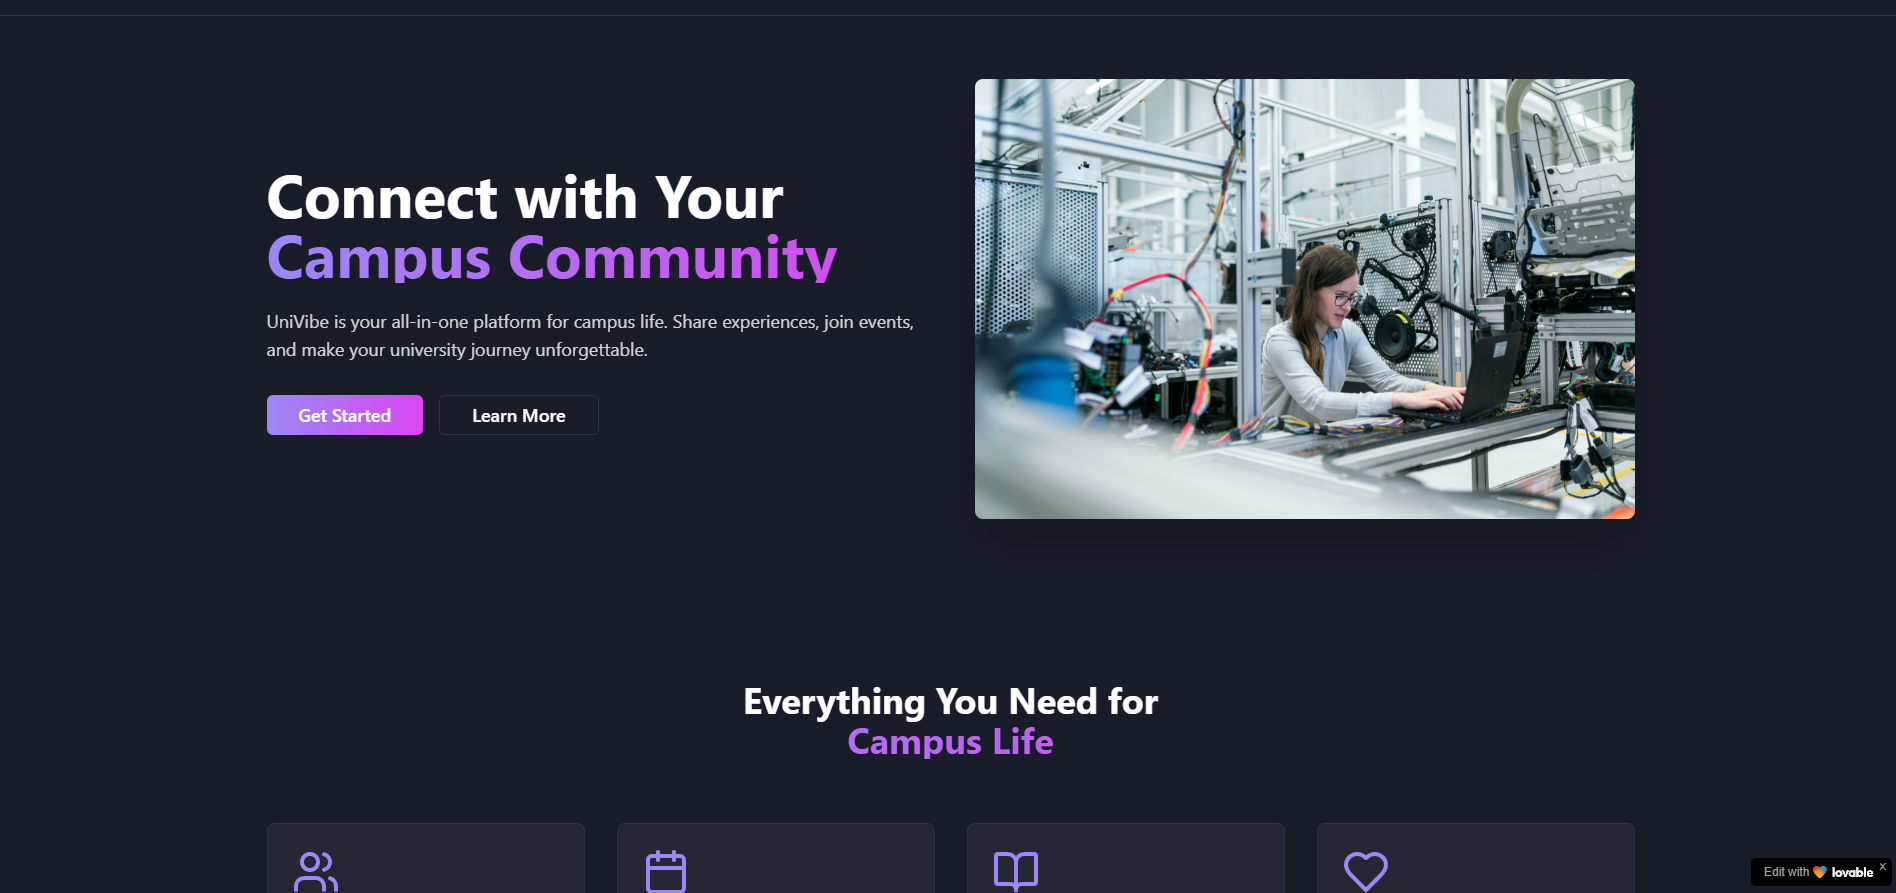 Connect with Your
Campus Community
UniVibe is your all-in-one platform for campus life. Share experiences, join events,
and make your university journey unforgettable.
Get Started
Learn More
Everything You Need for
Campus Life
Edit with lovable